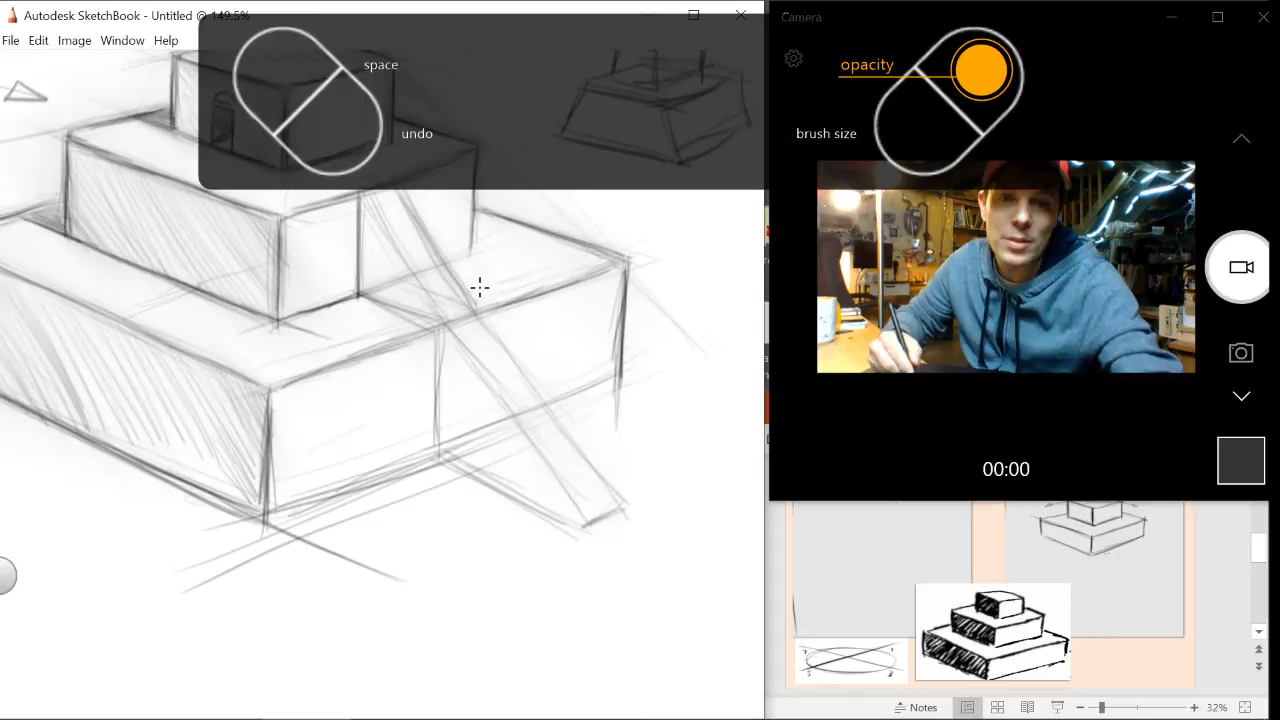 Autodesk SketchBook - Untitled @ 149.5%
File Edit Image Window Help
space
undo
Camera
opacity
brush size
00:00
Notes
32%